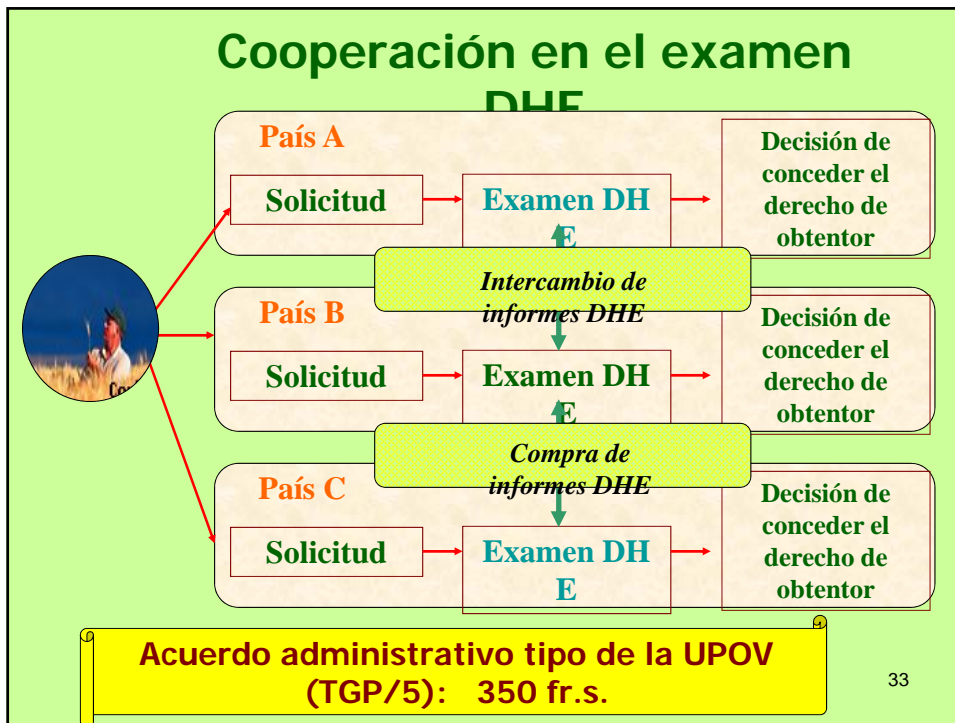 Cooperación en el examen
DHE
País A
Solicitud
Examen DH
E
Decisión de
conceder el
derecho de
obtentor
Intercambio de
informes DHE
País B
Solicitud
Examen DH
E
Decisión de
conceder el
derecho de
obtentor
Compra de
informes DHE
País C
Solicitud
Examen DH
E
Decisión de
conceder el
derecho de
obtentor
Acuerdo administrativo tipo de la UPOV
(TGP/5): 350 fr.s.
33